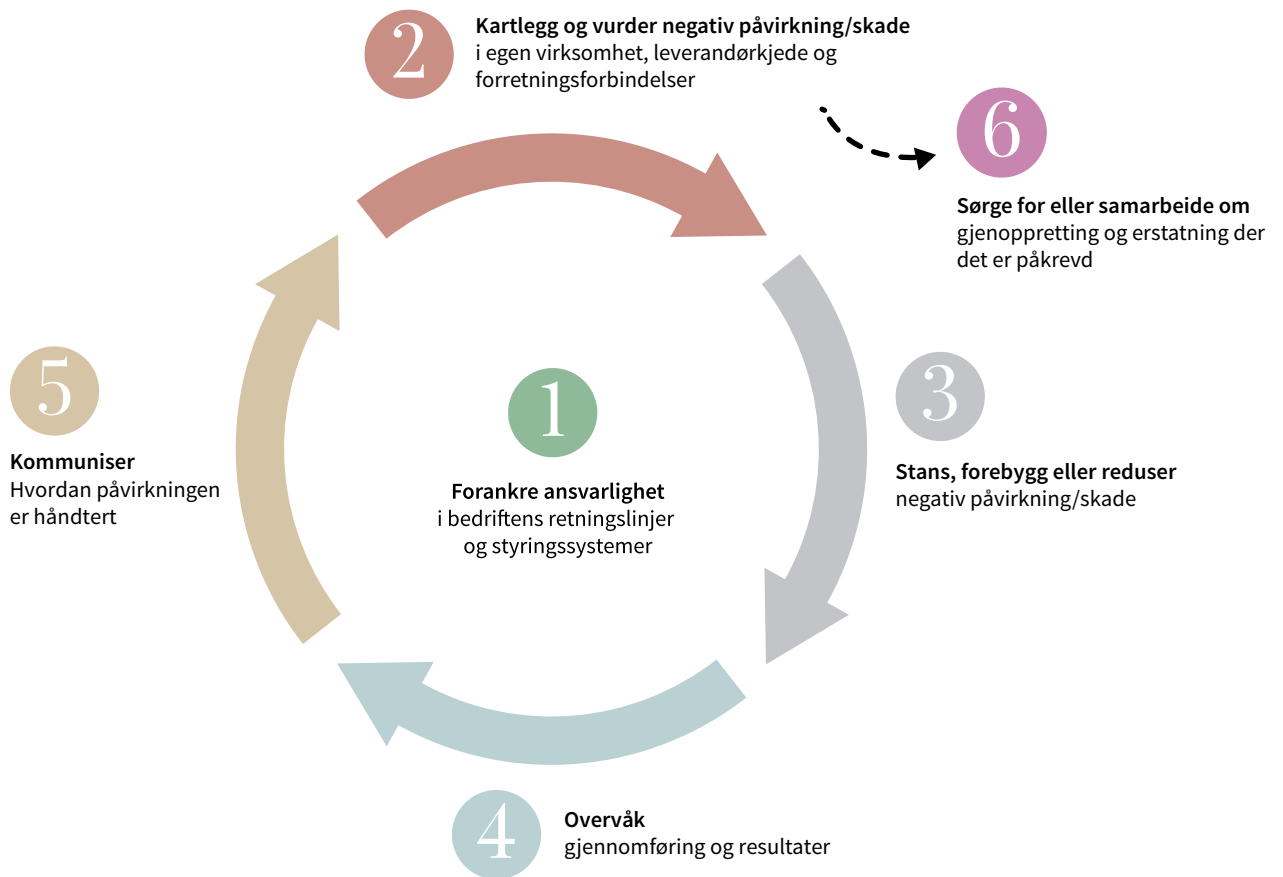 2
Kartlegg og vurder negativ påvirkning/skade
i egen virksomhet, leverandørkjede og
forretningsforbindelser
6
Sørge for eller samarbeide om
gjenoppretting og erstatning der
det er påkrevd
3
Stans, forebygg eller reduser
negativ påvirkning/skade
5
Kommuniser
Hvordan påvirkningen
er håndtert
1
Forankre ansvarlighet
i bedriftens retningslinjer
og styringssystemer
4
Overvåk
gjennomføring og resultater